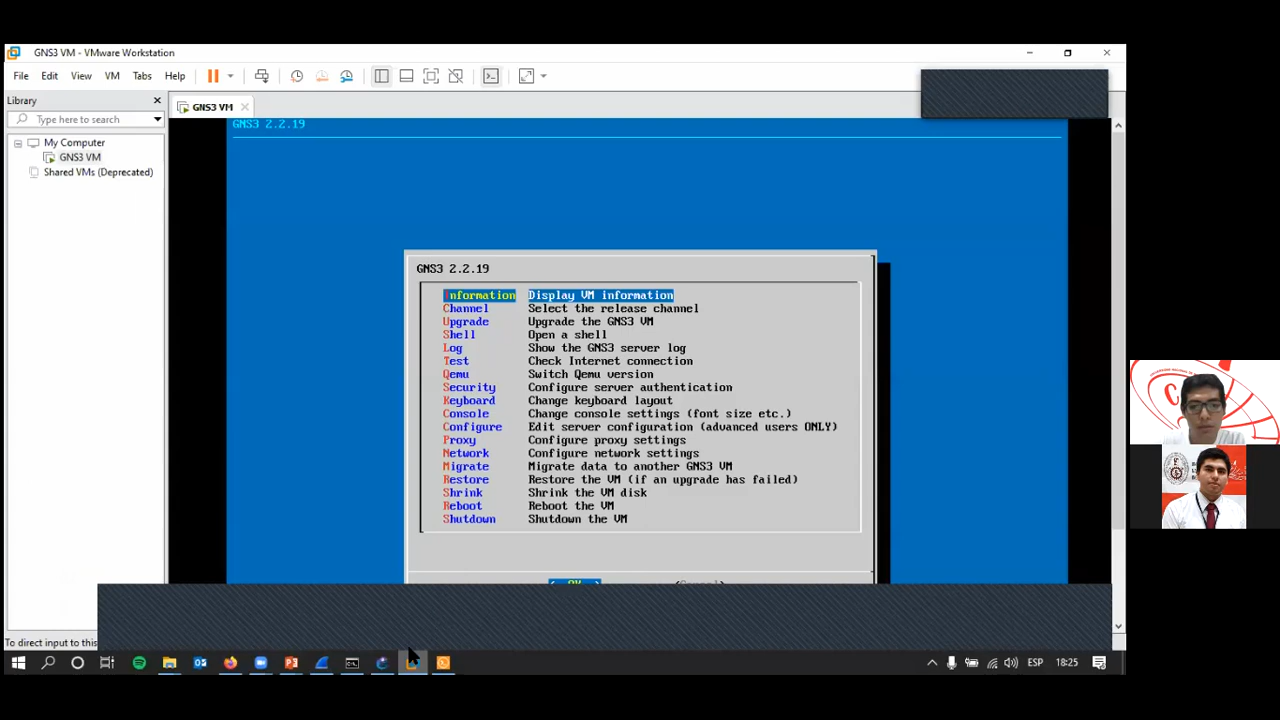 GNS3 VM - VMware Workstation
File Edit View VM Tabs Help
Library
GNS3 VM
Type here to search
My Computer
GNS3 VM
Shared VMs (Deprecated)
GNS3 2.2.19
GNS3 2.2.19
Information Display VM information
Channel Select the release channel
Upgrade Upgrade the GNS3 VM
Shell Open a shell
Log Show the GNS3 server log
Test Check Internet connection
Qemu Switch Qemu version
Security Configure server authentication
Keyboard Change keyboard layout
Console Change console settings (font size etc.)
Configure Edit server configuration (advanced users ONLY)
Proxy Configure proxy settings
Network Configure network settings
Migrate Migrate data to another GNS3 VM
Restore Restore the VM (if an upgrade has failed)
Shrink Shrink the VM disk
Reboot Reboot the VM
Shutdown Shutdown the VM
To direct input to this
ESP 18:25